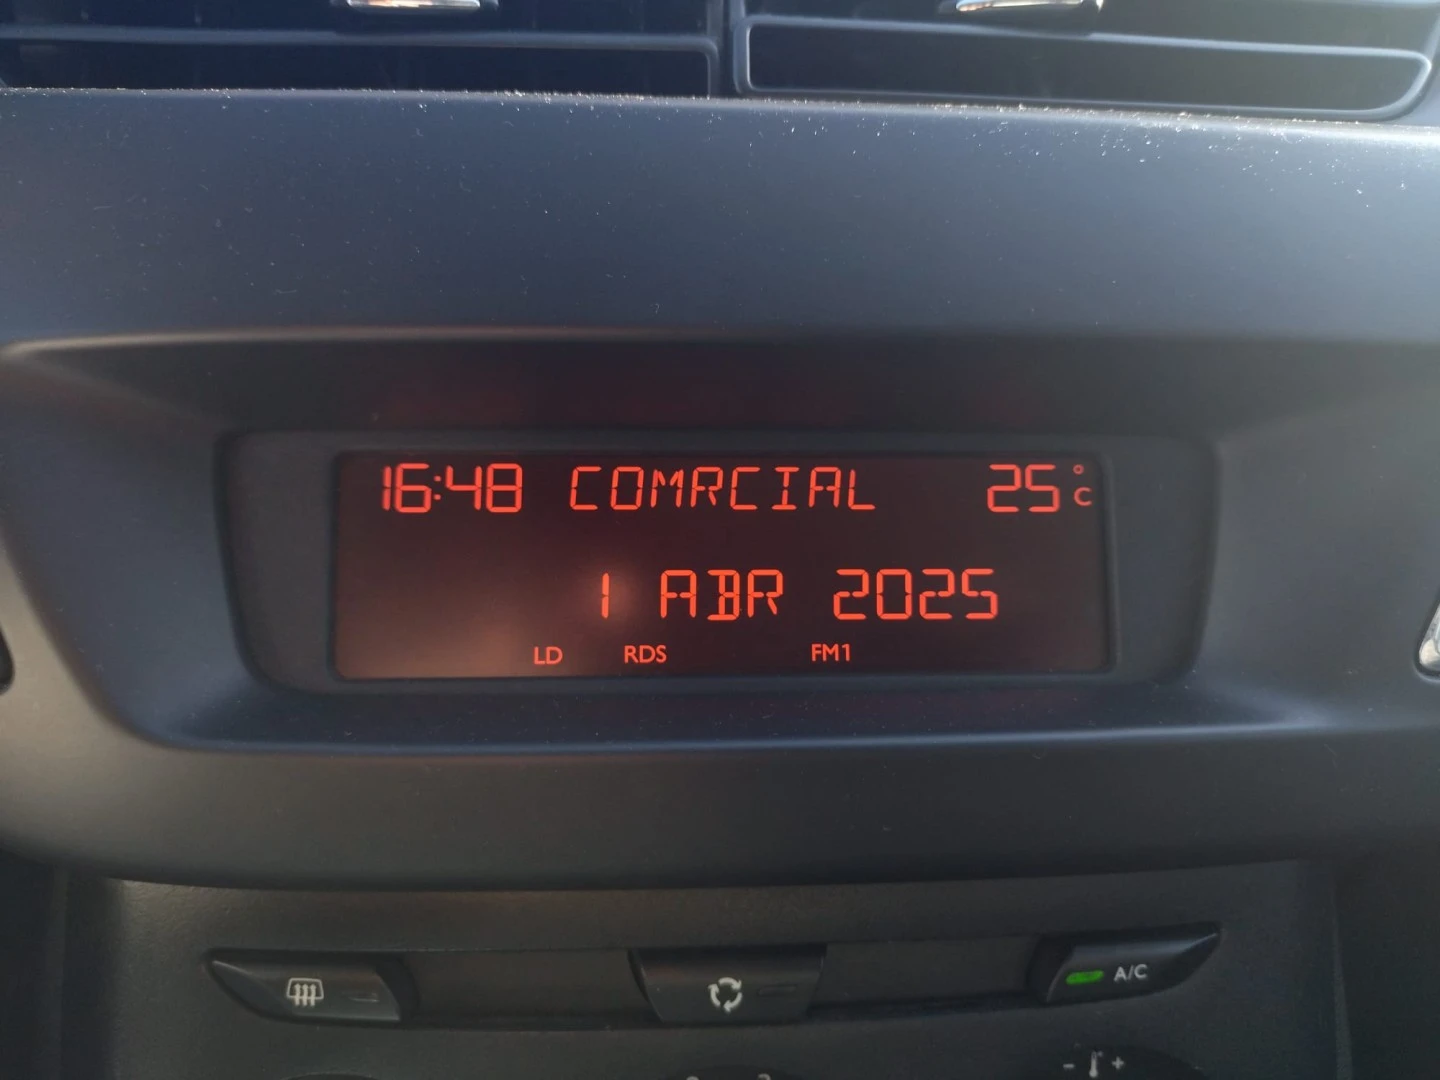 16:48 COMRCIAL 25°C
1 ABR 2025
LD RDS FM1
A/C
- +